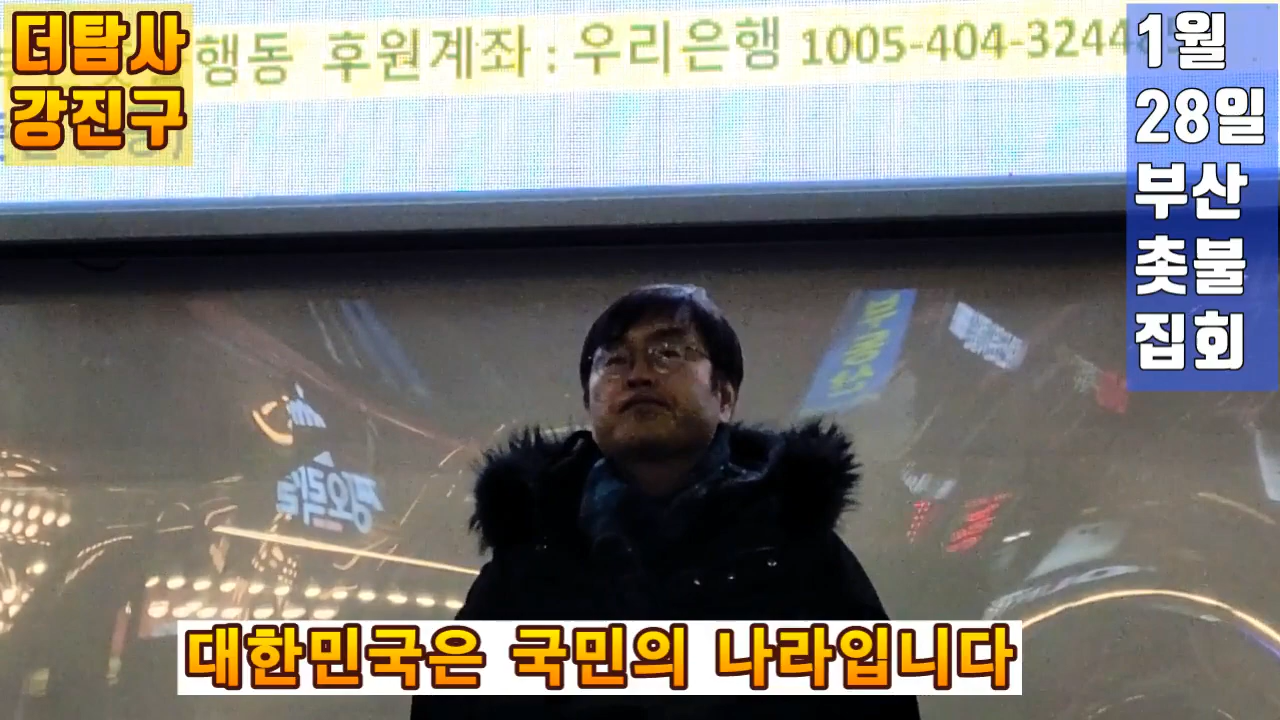 더탐사
강진구
행동 후원계좌 : 우리은행 1005-404-324485
1월
28일
부산
촛불
집회
대한민국은 국민의 나라입니다